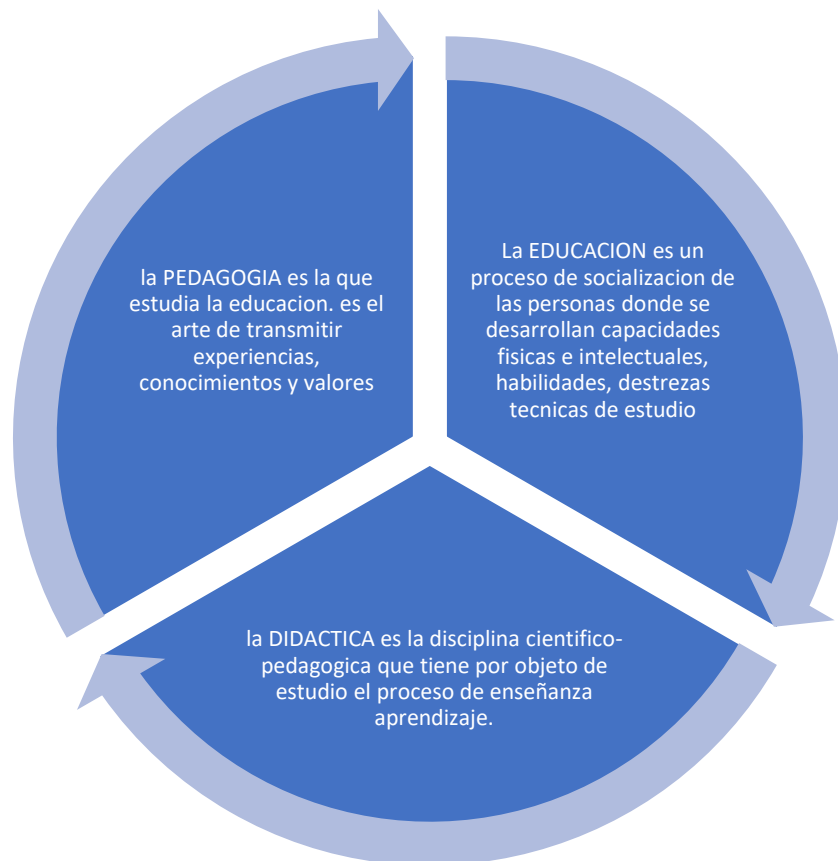 la PEDAGOGIA es la que
estudia la educacion. es el
arte de transmitir
experiencias,
conocimientos y valores
La EDUCACION es un
proceso de socializacion de
las personas donde se
desarrollan capacidades
fisicas e intelectuales,
habilidades, destrezas
tecnicas de estudio
la DIDACTICA es la disciplina cientifico-
pedagogica que tiene por objeto de
estudio el proceso de enseñanza
aprendizaje.